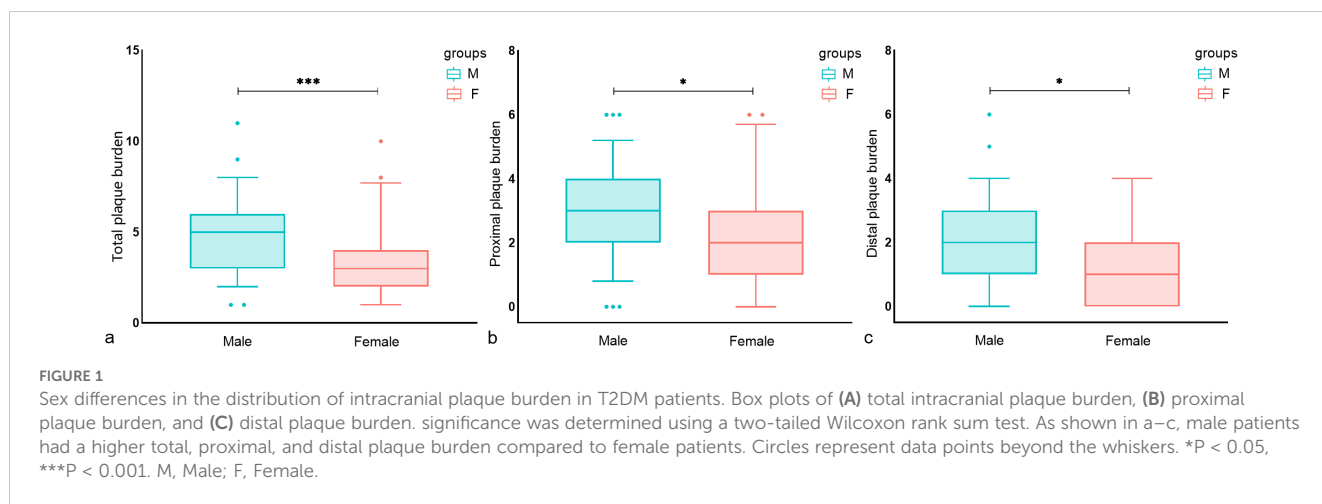 15
10
5
0
Total plaque burden
***
groups
M
F
Male
Female
a
8
6
4
2
0
Proximal plaque burden
*
groups
M
F
Male
Female
b
8
6
4
2
0
Distal plaque burden
*
groups
M
F
Male
Female
c
FIGURE 1
Sex differences in the distribution of intracranial plaque burden in T2DM patients. Box plots of (A) total intracranial plaque burden, (B) proximal
plaque burden, and (C) distal plaque burden. significance was determined using a two-tailed Wilcoxon rank sum test. As shown in a–c, male patients
had a higher total, proximal, and distal plaque burden compared to female patients. Circles represent data points beyond the whiskers. *P < 0.05,
***P < 0.001. M, Male; F, Female.